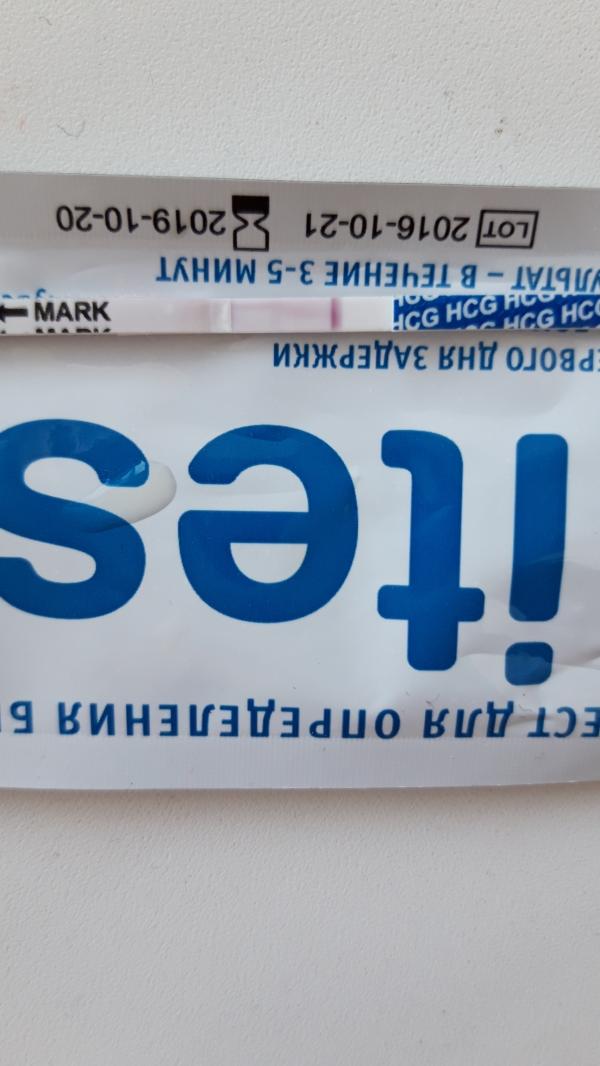 ЕСТ ДЛЯ ОПРЕДЕЛЕНИЯ Б
ites
ЕРВОГО ДНЯ ЗАДЕРЖКИ
← MARK HCG HCG HCG HCG
УЛЬТАТ – В ТЕЧЕНИЕ 3-5 МИНУТ
LOT 2016-10-21 2019-10-20